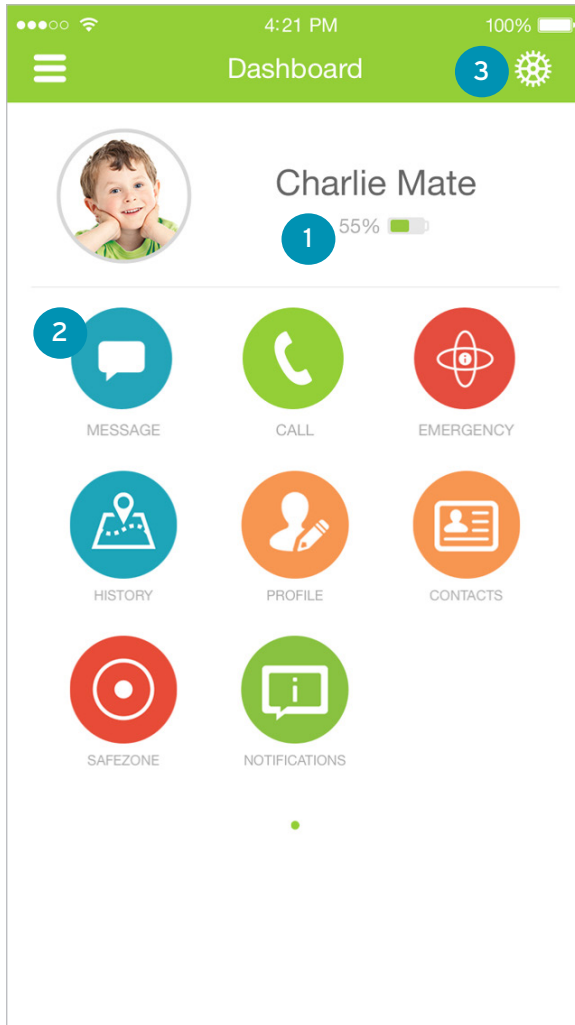 4:21 PM 100%
Dashboard 3
Charlie Mate
1 55%
2
MESSAGE CALL EMERGENCY
i
HISTORY PROFILE CONTACTS
i
SAFEZONE NOTIFICATIONS